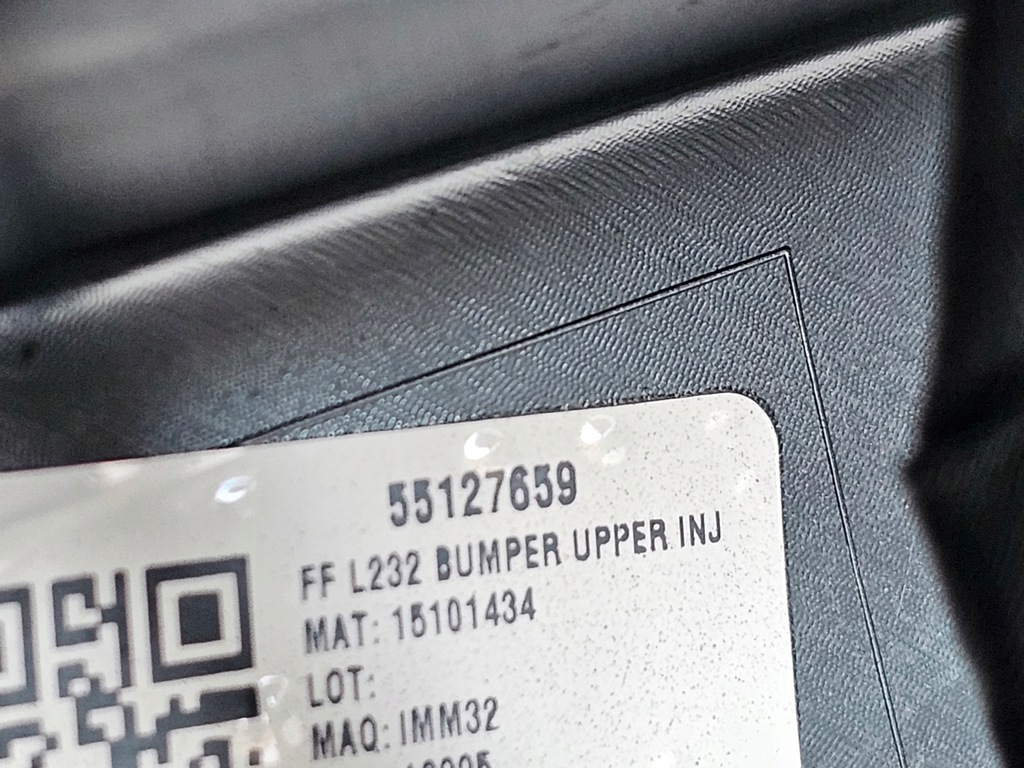 55127659
FF L232 BUMPER UPPER INJ
MAT: 15101434
LOT:
MAQ: IMM32